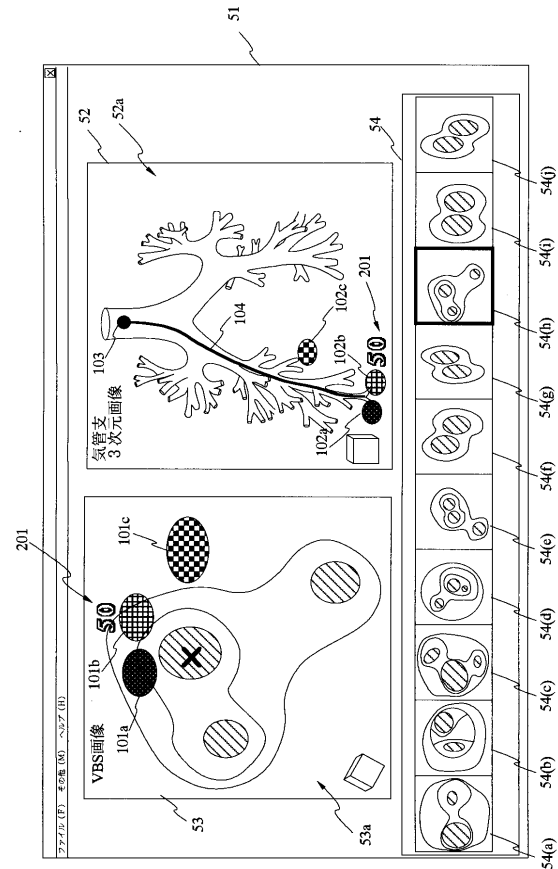 ファイル (F) その他 (M) ヘルプ (H)
51
201
53
VBS画像
50
101b
101a
101c
53a
52
52a
気管支
3次元画像
103
104
102c
201
102b
50
102a
54
54(a)
54(b)
54(c)
54(d)
54(e)
54(f)
54(g)
54(h)
54(i)
54(j)